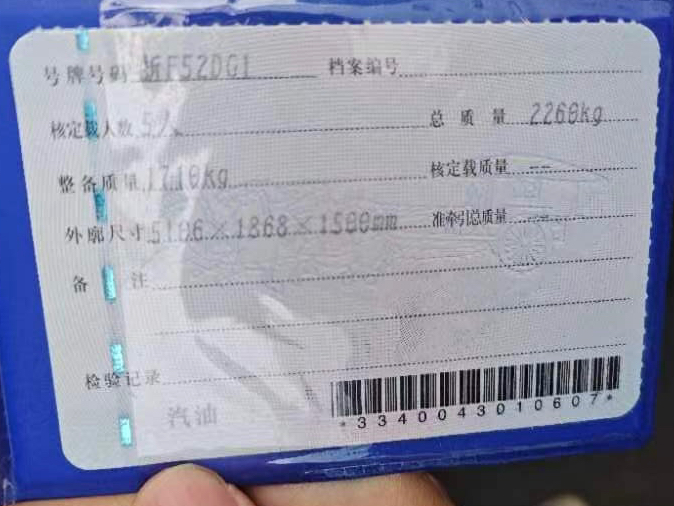 号牌号码 浙F52DG1 档案编号
核定载人数 5人 总质量 2260kg
整备质量 1710kg 核定载质量 --
外廓尺寸 5106×1868×1500mm 准牵引总质量 --
备注
检验记录
汽油
*3340043010607*